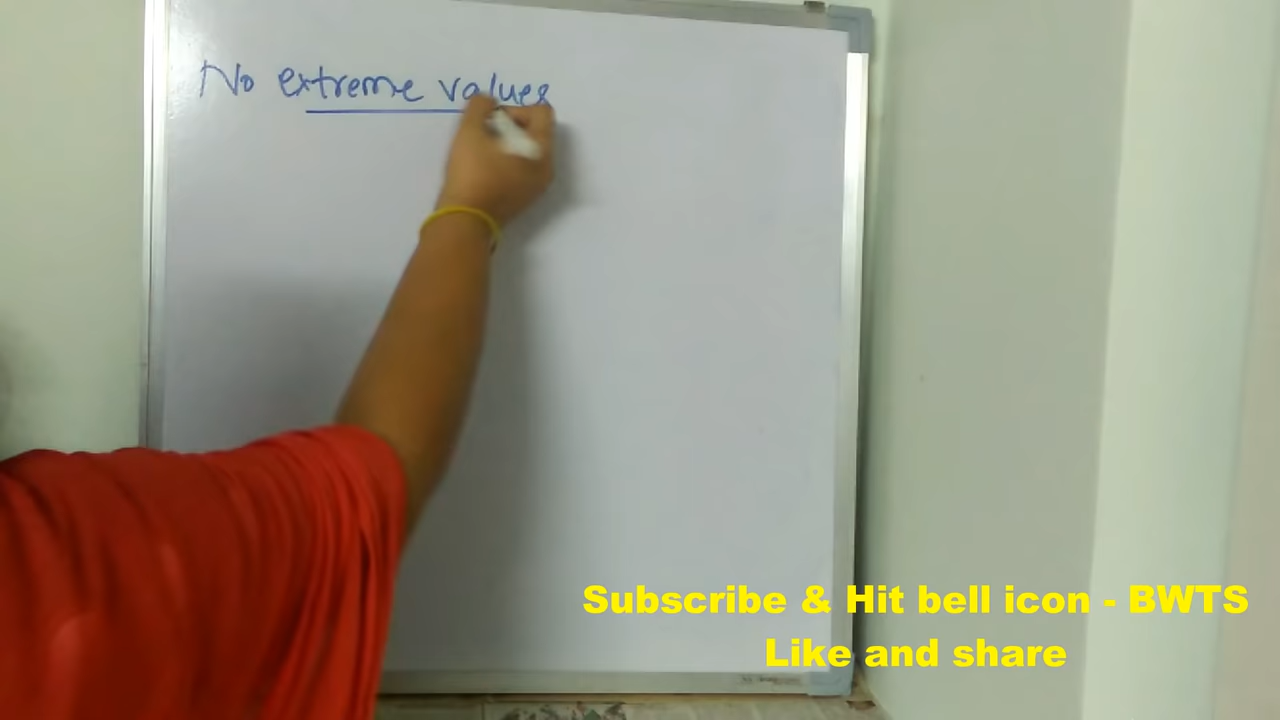 No extreme values
Subscribe & Hit bell icon - BWTS
Like and share